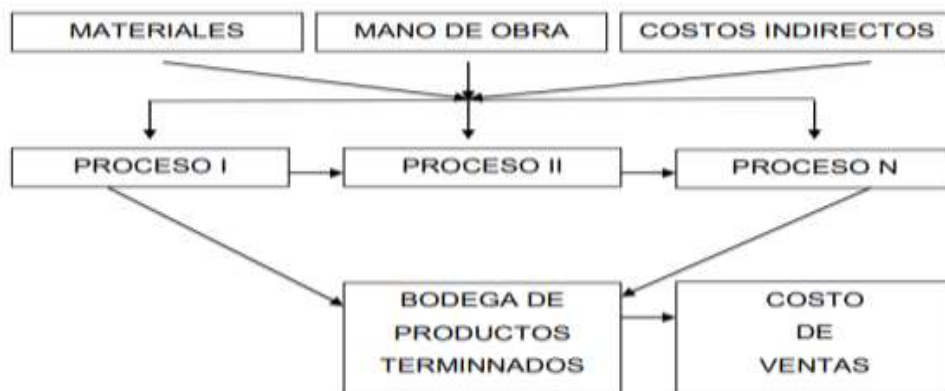 MATERIALES
MANO DE OBRA
COSTOS INDIRECTOS
PROCESO I
PROCESO II
PROCESO N
BODEGA DE
PRODUCTOS
TERMINNADOS
COSTO
DE
VENTAS